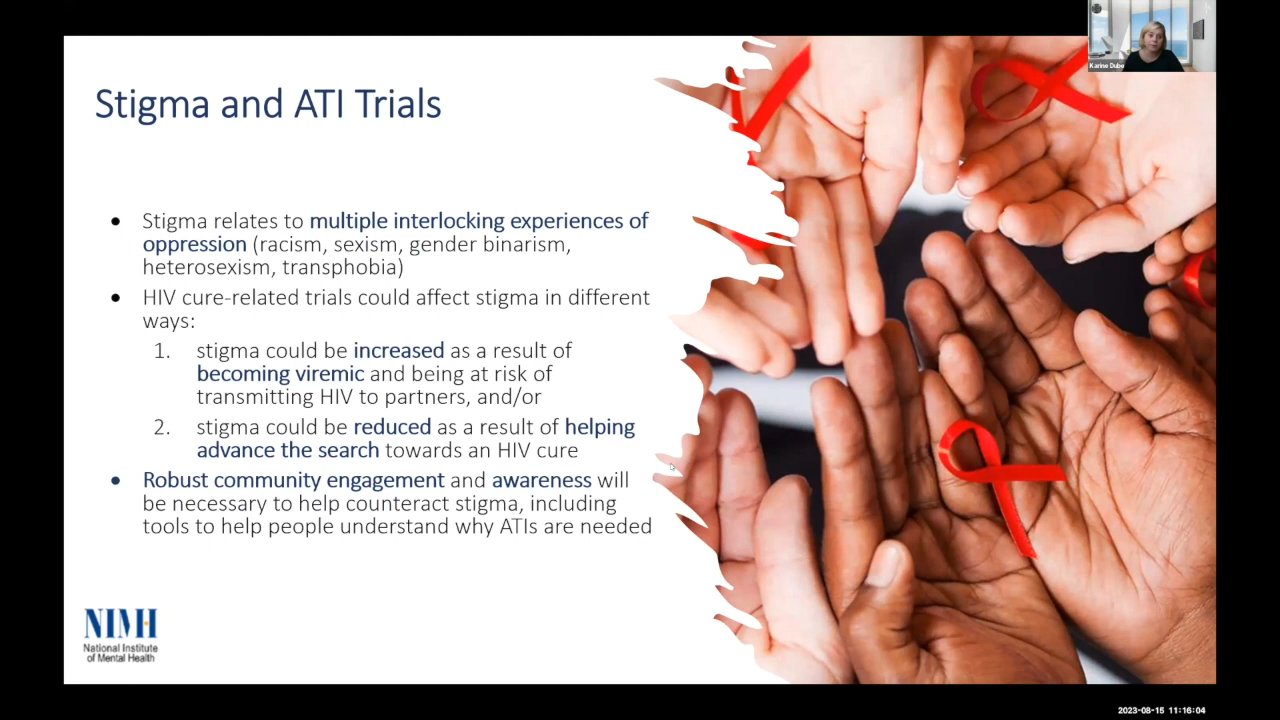 Karine Dube
Stigma and ATI Trials
• Stigma relates to multiple interlocking experiences of
oppression (racism, sexism, gender binarism,
heterosexism, transphobia)
• HIV cure-related trials could affect stigma in different
ways:
1. stigma could be increased as a result of
becoming viremic and being at risk of
transmitting HIV to partners, and/or
2. stigma could be reduced as a result of helping
advance the search towards an HIV cure
• Robust community engagement and awareness will
be necessary to help counteract stigma, including
tools to help people understand why ATIs are needed
NIMH
National Institute
of Mental Health
2023-08-15 11:16:04